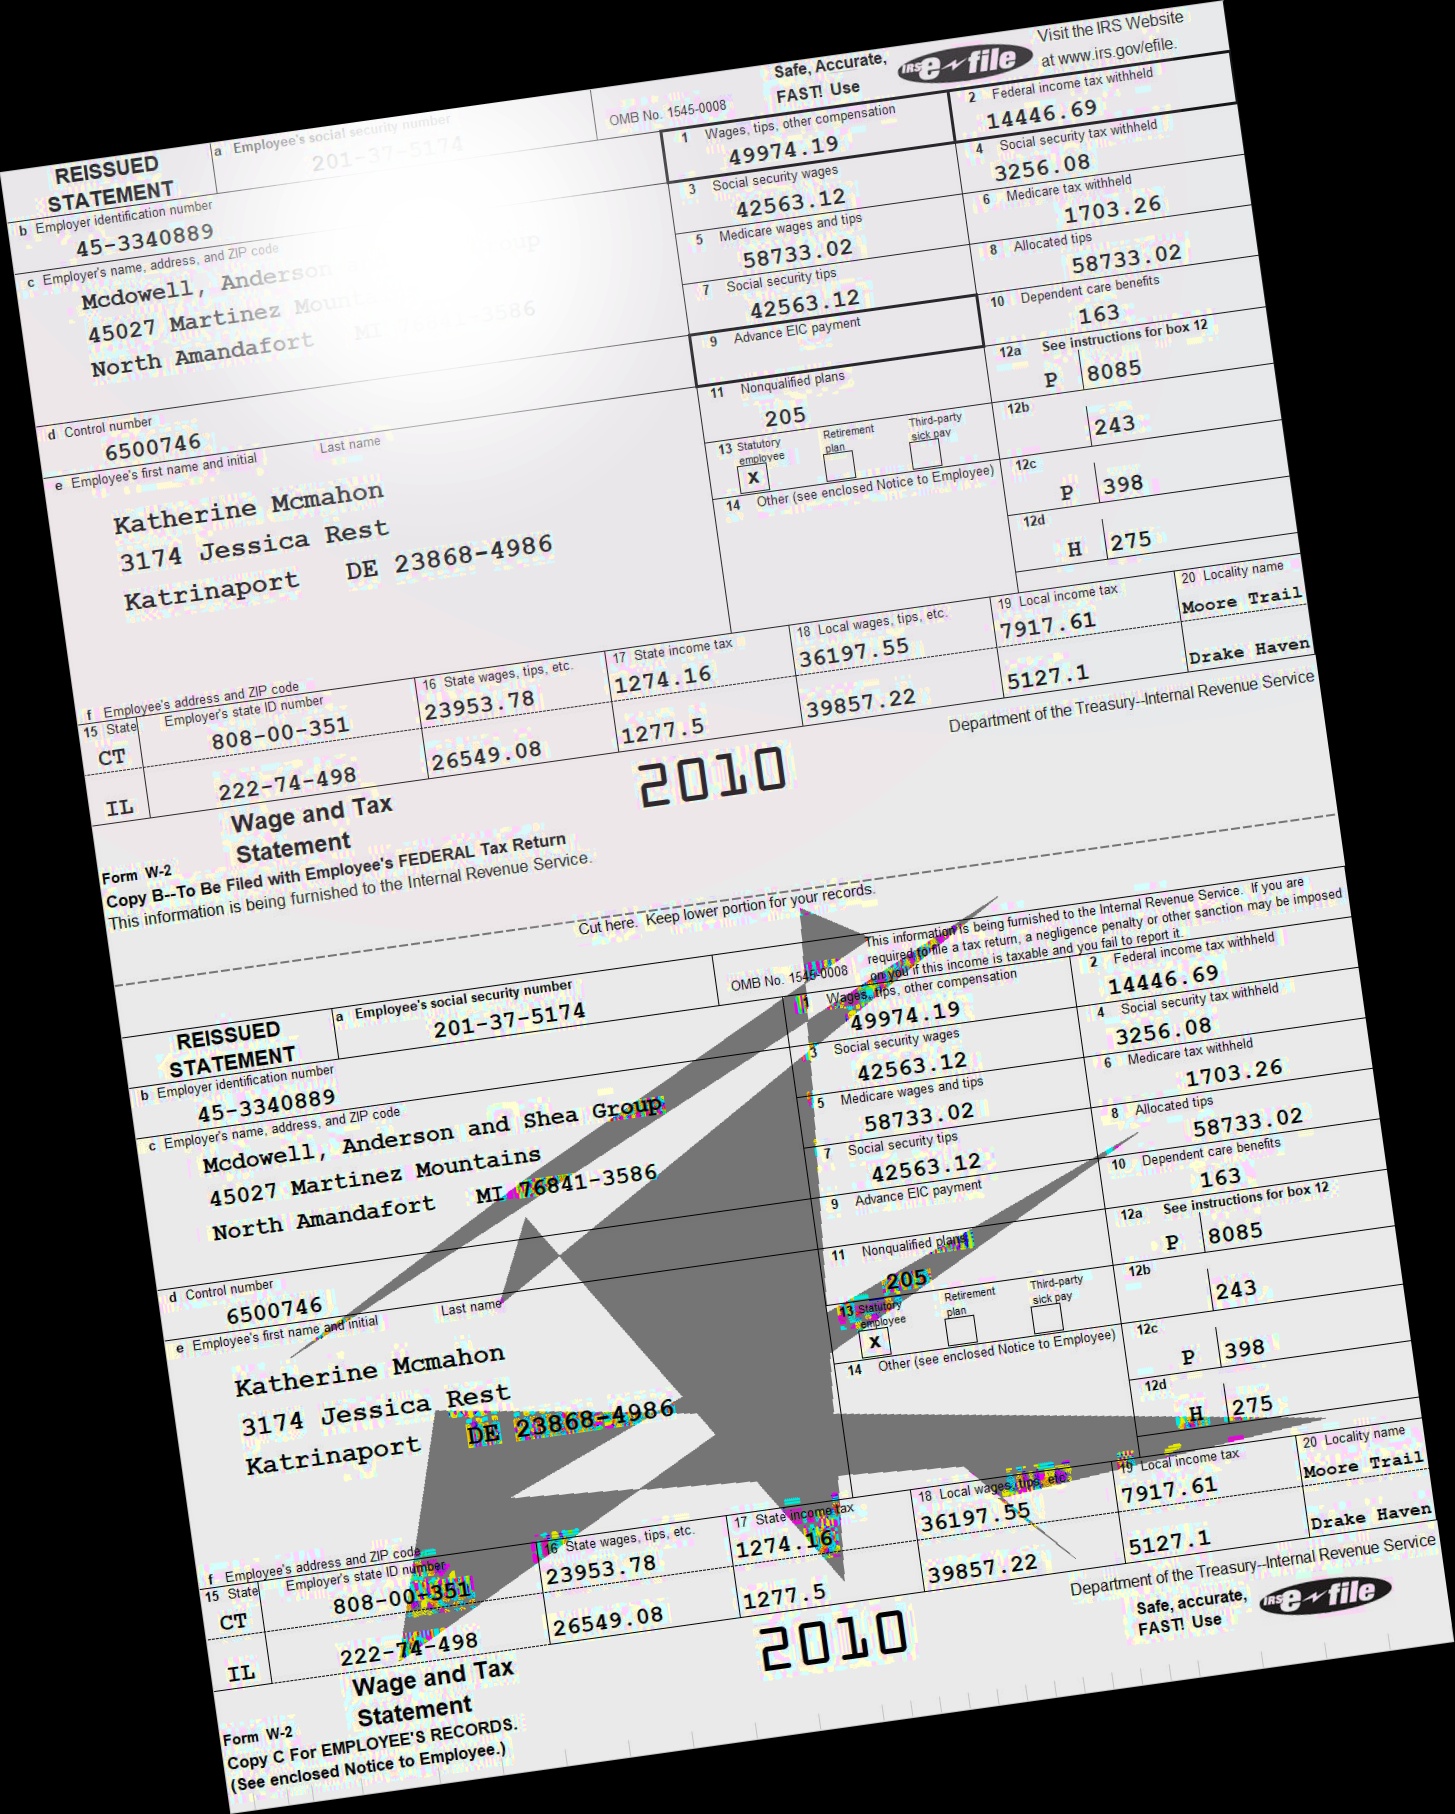 Safe, Accurate,
FAST! Use
IRS e-file
Visit the IRS Website
at www.irs.gov/efile.
REISSUED
STATEMENT
a Employee's social security number
201-37-5174
OMB No. 1545-0008
1 Wages, tips, other compensation
49974.19
2 Federal income tax withheld
14446.69
b Employer identification number
45-3340889
3 Social security wages
42563.12
4 Social security tax withheld
3256.08
c Employer's name, address, and ZIP code
Mcdowell, Anderson
45027 Martinez
North Amandafort MI
5 Medicare wages and tips
58733.02
6 Medicare tax withheld
1703.26
7 Social security tips
42563.12
8 Allocated tips
58733.02
9 Advance EIC payment
10 Dependent care benefits
163
d Control number
6500746
11 Nonqualified plans
205
12a See instructions for box 12
P 8085
12b
243
13 Statutory employee
Retirement plan
Third-party sick pay
X
12c
P 398
14 Other (see enclosed Notice to Employee)
12d
H 275
e Employee's first name and initial Last name
Katherine Mcmahon
3174 Jessica Rest
Katrinaport DE 23868-4986
f Employee's address and ZIP code
15 State Employer's state ID number
16 State wages, tips, etc.
17 State income tax
18 Local wages, tips, etc.
19 Local income tax
20 Locality name
CT 808-00-351 23953.78 1274.16 36197.55 7917.61 Moore Trail
IL 222-74-498 26549.08 1277.5 39857.22 5127.1 Drake Haven
Wage and Tax
Statement
2010
Department of the Treasury--Internal Revenue Service
Form W-2
Copy B--To Be Filed with Employee's FEDERAL Tax Return
This information is being furnished to the Internal Revenue Service.
Cut here. Keep lower portion for your records.
This information is being furnished to the Internal Revenue Service. If you are
required to file a tax return, a negligence penalty or other sanction may be imposed
on you if this income is taxable and you fail to report it.
REISSUED
STATEMENT
a Employee's social security number
201-37-5174
OMB No. 1545-0008
1 Wages, tips, other compensation
49974.19
2 Federal income tax withheld
14446.69
b Employer identification number
45-3340889
3 Social security wages
42563.12
4 Social security tax withheld
3256.08
c Employer's name, address, and ZIP code
Mcdowell, Anderson and Shea Group
45027 Martinez Mountains
North Amandafort MI 76841-3586
5 Medicare wages and tips
58733.02
6 Medicare tax withheld
1703.26
7 Social security tips
42563.12
8 Allocated tips
58733.02
9 Advance EIC payment
10 Dependent care benefits
163
d Control number
6500746
11 Nonqualified plans
205
12a See instructions for box 12
P 8085
12b
243
13 Statutory employee
Retirement plan
Third-party sick pay
X
12c
P 398
14 Other (see enclosed Notice to Employee)
12d
H 275
e Employee's first name and initial Last name
Katherine Mcmahon
3174 Jessica Rest
Katrinaport DE 23868-4986
f Employee's address and ZIP code
15 State Employer's state ID number
16 State wages, tips, etc.
17 State income tax
18 Local wages, tips, etc.
19 Local income tax
20 Locality name
CT 808-00-351 23953.78 1274.16 36197.55 7917.61 Moore Trail
IL 222-74-498 26549.08 1277.5 39857.22 5127.1 Drake Haven
Wage and Tax
Statement
2010
Department of the Treasury--Internal Revenue Service
Safe, accurate,
FAST! Use
IRS e-file
Form W-2
Copy C For EMPLOYEE'S RECORDS.
(See enclosed Notice to Employee.)